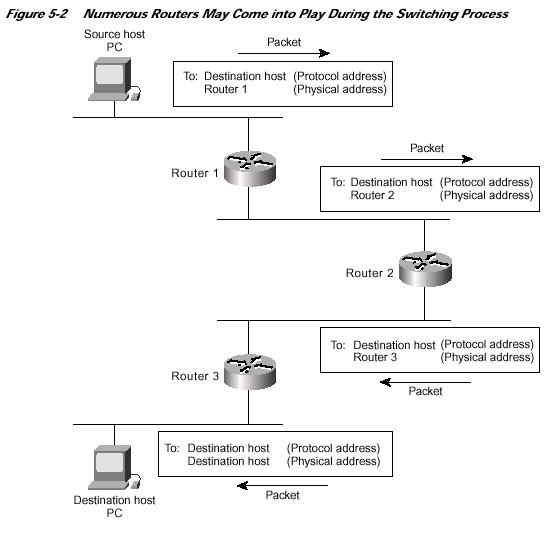 Figure 5-2 Numerous Routers May Come into Play During the Switching Process
Source host
PC
Packet
To: Destination host (Protocol address)
Router 1 (Physical address)
Router 1
Packet
To: Destination host (Protocol address)
Router 2 (Physical address)
Router 2
To: Destination host (Protocol address)
Router 3 (Physical address)
Packet
Router 3
To: Destination host (Protocol address)
Destination host (Physical address)
Packet
Destination host
PC